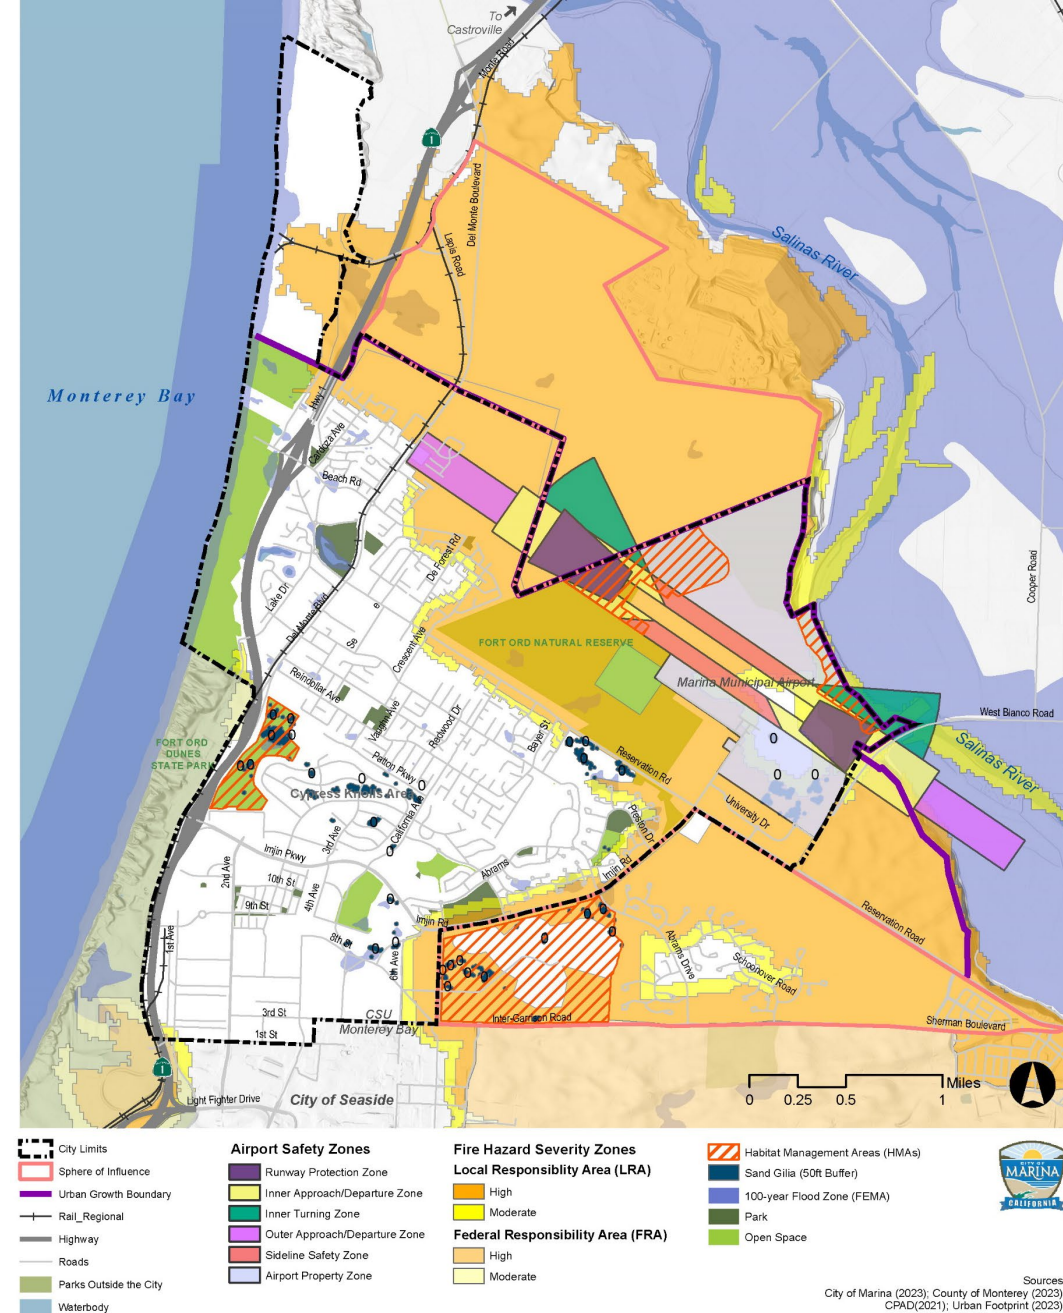 To
Castroville
Monte Road
1
Del Monte Boulevard
Lapis Road
Salinas River
Monterey Bay
Hwy 1
Cardoza Ave
Beach Rd
De Forest Rd
Cooper Road
Lake Dr
Del Monte Blvd
e
Se
Crescent Ave
FORT ORD NATURAL RESERVE
Marina Municipal Airport
Reindollar Ave
Vaughn Ave
Redwood Dr
Bayer St
West Blanco Road
Salinas River
FORT ORD
DUNES
STATE PARK
Patton Pkwy
Reservation Rd
Cypress Knolls Area
California Ave
University Dr
Preston Dr
3rd Ave
Imjin Pkwy
2nd Ave
10th St
4th Ave
Abrams
Imjin Rd
9th St
Imjin Rd
Reservation Road
8th St
1st Ave
6th Ave
Abrams Drive
Schoonover Road
3rd St
CSU
Monterey Bay
Inter-Garrison Road
Sherman Boulevard
1st St
1
Light Fighter Drive
City of Seaside
Miles
0 0.25 0.5 1
City Limits
Sphere of Influence
Urban Growth Boundary
Rail_Regional
Highway
Roads
Parks Outside the City
Waterbody
Airport Safety Zones
Runway Protection Zone
Inner Approach/Departure Zone
Inner Turning Zone
Outer Approach/Departure Zone
Sideline Safety Zone
Airport Property Zone
Fire Hazard Severity Zones
Local Responsiblity Area (LRA)
High
Moderate
Federal Responsibility Area (FRA)
High
Moderate
Habitat Management Areas (HMAs)
Sand Gilia (50ft Buffer)
100-year Flood Zone (FEMA)
Park
Open Space
CITY OF
MARINA
CALIFORNIA
Sources
City of Marina (2023); County of Monterey (2023)
CPAD(2021); Urban Footprint (2023)